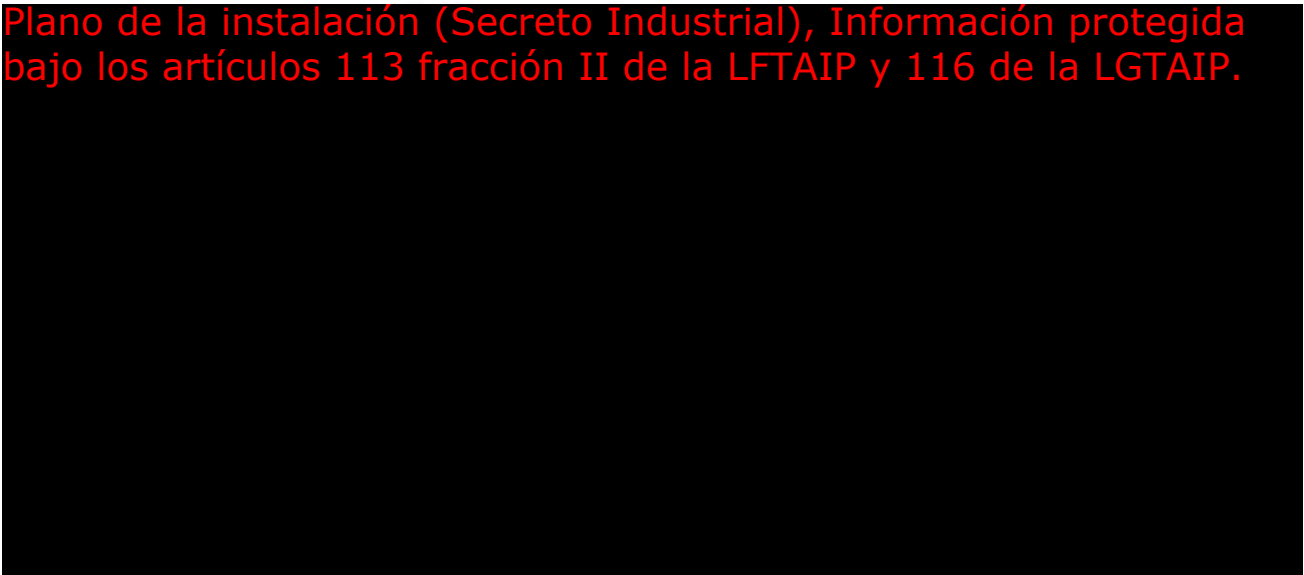 Plano de la instalación (Secreto Industrial), Información protegida
bajo los artículos 113 fracción II de la LFTAIP y 116 de la LGTAIP.